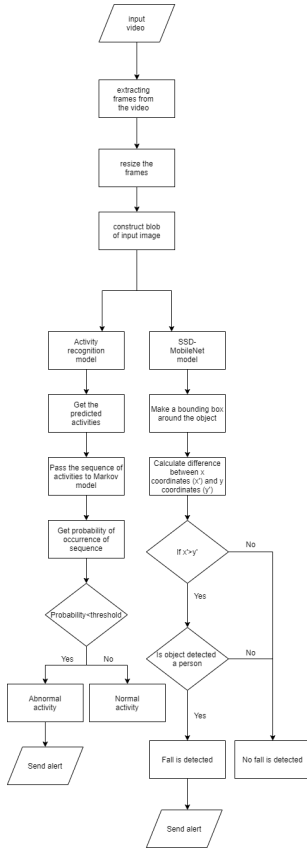 input
video
extracting
frames from
the video
resize the
frames
construct blob
of input image
Activity
recognition
model
SSD-
MobileNet
model
Get the
predicted
activities
Make a bounding box
around the object
Pass the sequence of
activities to Markov
model
Calculate difference
between x
coordinates (x') and y
coordinates (y')
Get probability of
occurrence of
sequence
If x'>y'
No
Yes
Probability<threshold
Is object detected
a person
No
Yes
No
Yes
Abnormal
activity
Normal
activity
Send alert
Fall is detected
No fall is detected
Send alert